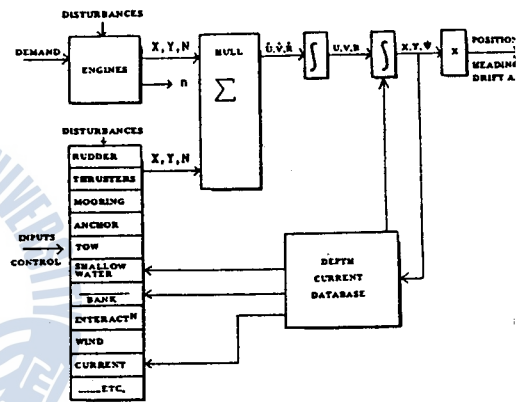 DISTURBANCES
DEMAND
ENGINES
X, Y, N
n
HULL
Σ
U̇,V̇,Ṙ
∫
U,V,R
∫
X,Y,Ψ
X
POSITION
HEADING
DRIFT A
DISTURBANCES
X, Y, N
INPUTS
CONTROL
RUDDER
THRUSTERS
MOORING
ANCHOR
TOW
SHALLOW
WATER
BANK
INTERACTᴺ
WIND
CURRENT
ETC.
DEPTH
CURRENT
DATABASE